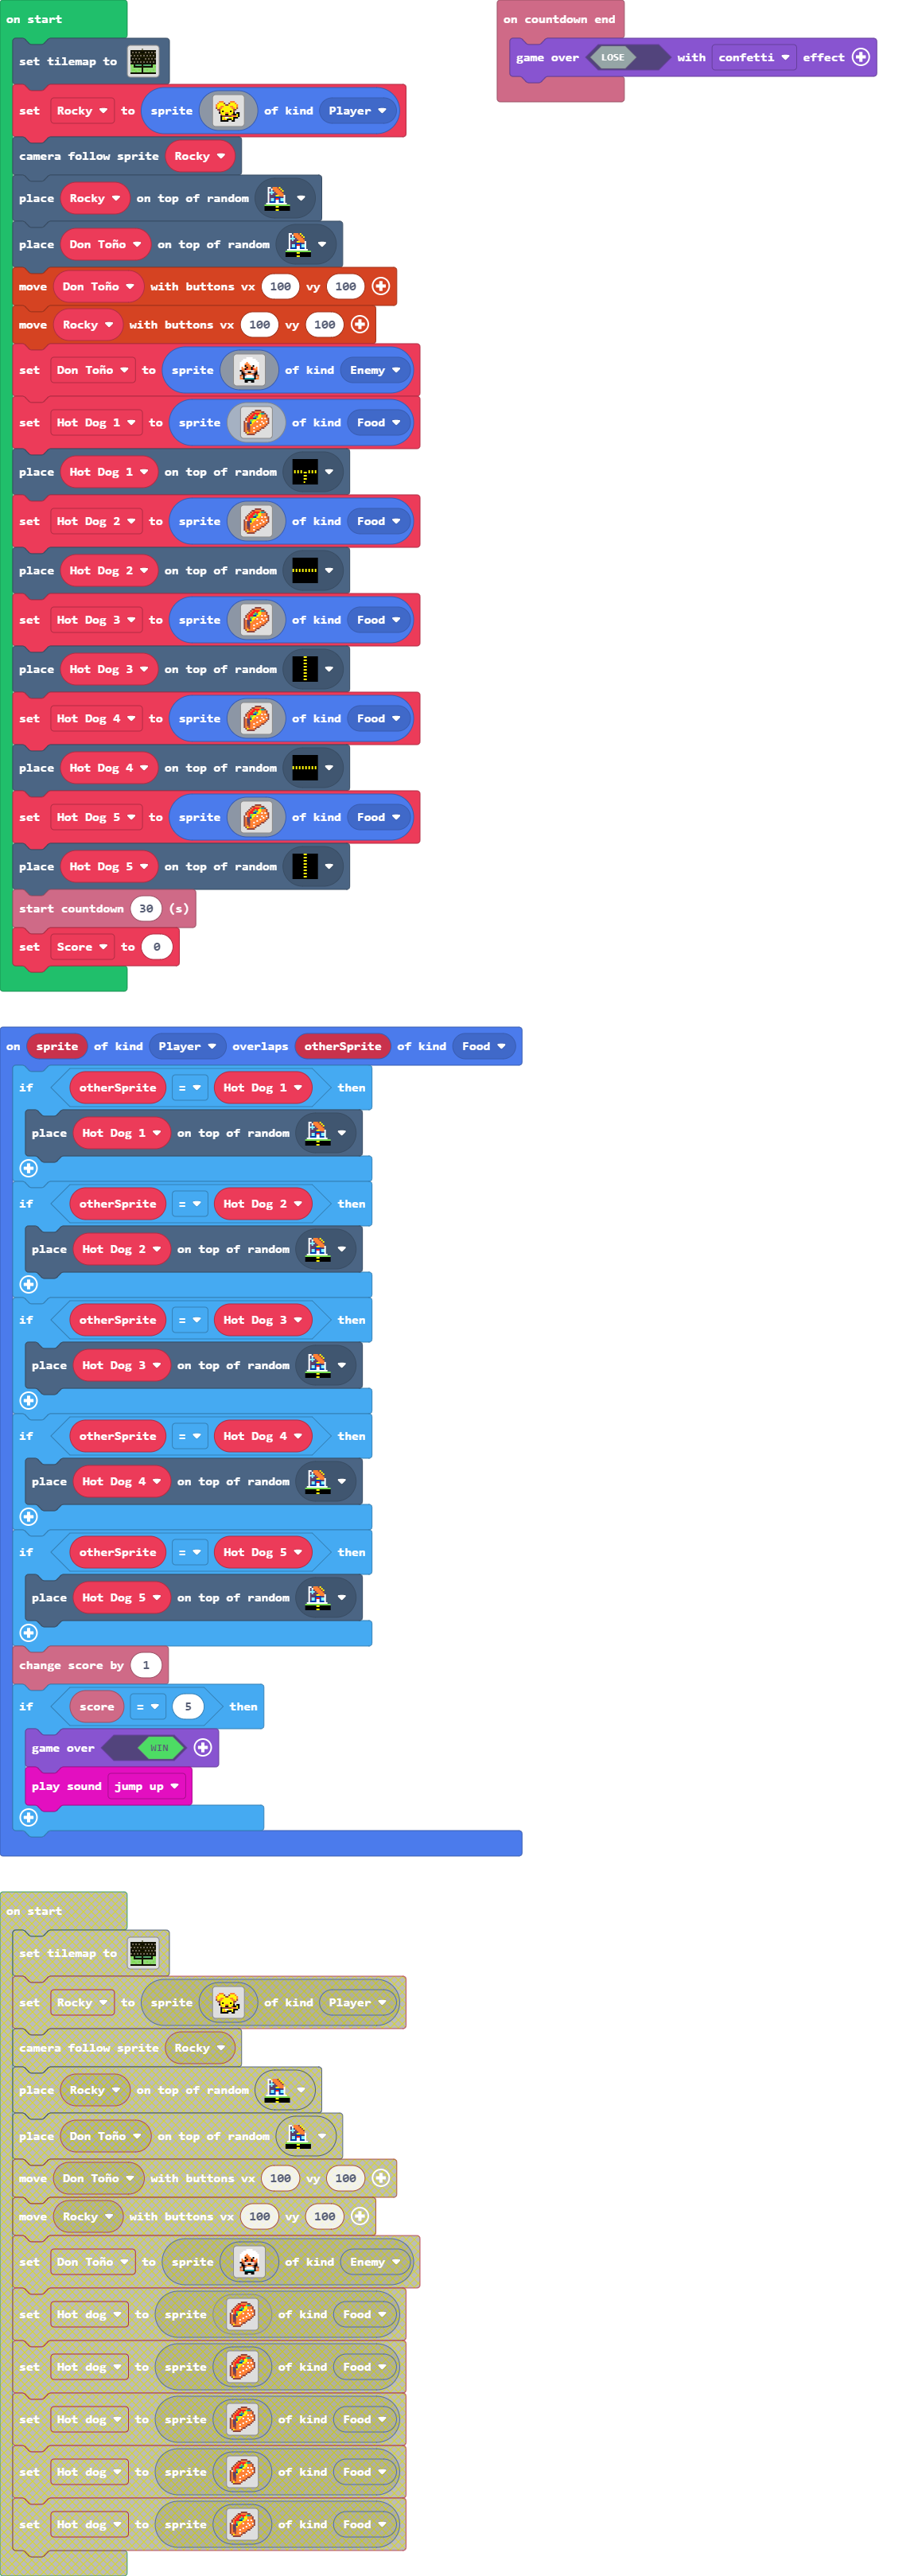 on start
set tilemap to
set Rocky to sprite of kind Player
camera follow sprite Rocky
place Rocky on top of random
place Don Toño on top of random
move Don Toño with buttons vx 100 vy 100
move Rocky with buttons vx 100 vy 100
set Don Toño to sprite of kind Enemy
set Hot Dog 1 to sprite of kind Food
place Hot Dog 1 on top of random
set Hot Dog 2 to sprite of kind Food
place Hot Dog 2 on top of random
set Hot Dog 3 to sprite of kind Food
place Hot Dog 3 on top of random
set Hot Dog 4 to sprite of kind Food
place Hot Dog 4 on top of random
set Hot Dog 5 to sprite of kind Food
place Hot Dog 5 on top of random
start countdown 30 (s)
set Score to 0
on countdown end
game over LOSE with confetti effect
on sprite of kind Player overlaps otherSprite of kind Food
if otherSprite = Hot Dog 1 then
place Hot Dog 1 on top of random
if otherSprite = Hot Dog 2 then
place Hot Dog 2 on top of random
if otherSprite = Hot Dog 3 then
place Hot Dog 3 on top of random
if otherSprite = Hot Dog 4 then
place Hot Dog 4 on top of random
if otherSprite = Hot Dog 5 then
place Hot Dog 5 on top of random
change score by 1
if score = 5 then
game over WIN
play sound jump up
on start
set tilemap to
set Rocky to sprite of kind Player
camera follow sprite Rocky
place Rocky on top of random
place Don Toño on top of random
move Don Toño with buttons vx 100 vy 100
move Rocky with buttons vx 100 vy 100
set Don Toño to sprite of kind Enemy
set Hot dog to sprite of kind Food
set Hot dog to sprite of kind Food
set Hot dog to sprite of kind Food
set Hot dog to sprite of kind Food
set Hot dog to sprite of kind Food